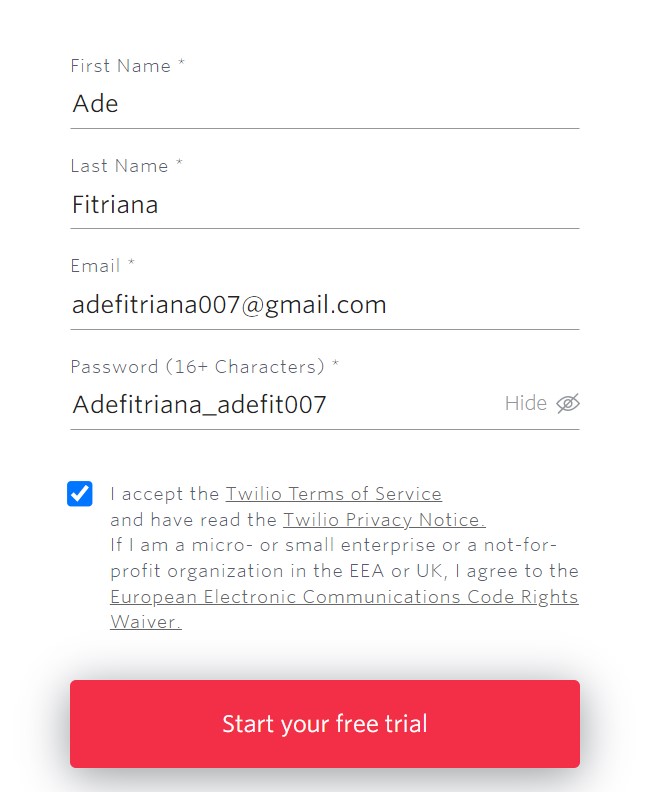 First Name *
Ade
Last Name *
Fitriana
Email *
adefitriana007@gmail.com
Password (16+ Characters) *
Adefitriana_adefit007 Hide
I accept the Twilio Terms of Service
and have read the Twilio Privacy Notice.
If I am a micro- or small enterprise or a not-for-
profit organization in the EEA or UK, I agree to the
European Electronic Communications Code Rights
Waiver.
Start your free trial